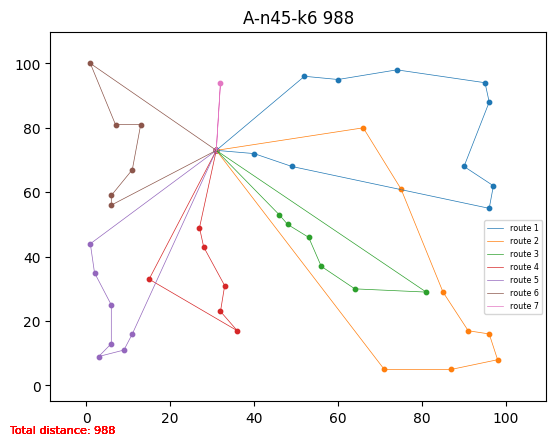 A-n45-k6 988
100
80
60
40
20
0
0 20 40 60 80 100
route 1
route 2
route 3
route 4
route 5
route 6
route 7
Total distance: 988